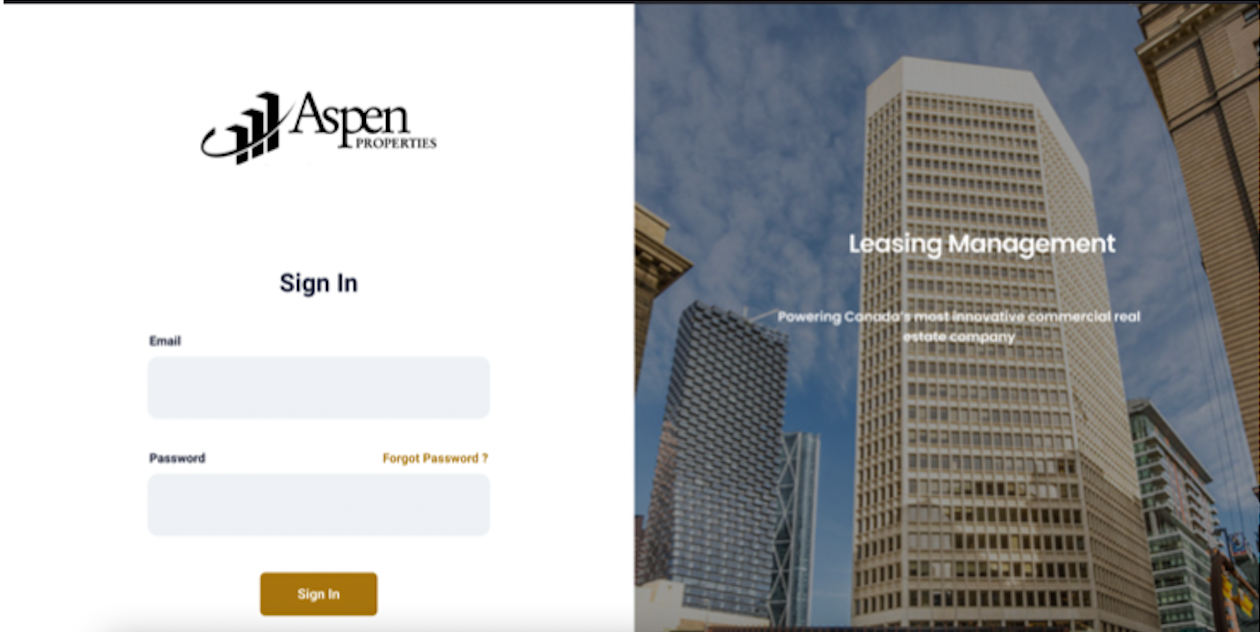 Aspen
PROPERTIES
Sign In
Email
Password
Forgot Password ?
Sign In
Leasing Management
Powering Canada's most innovative commercial real
estate company